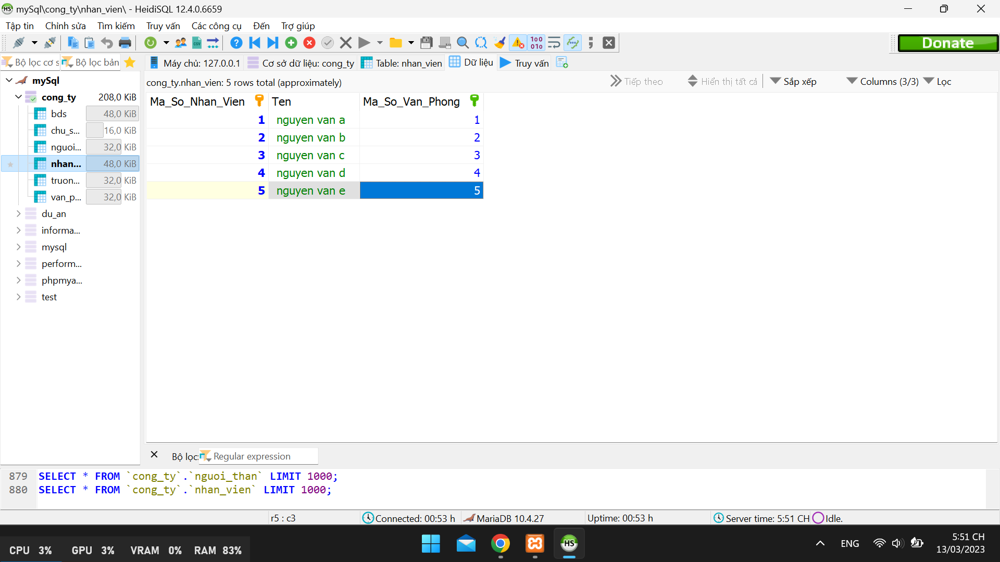 HS mySql\cong_ty\nhan_vien\ - HeidiSQL 12.4.0.6659
Tập tin Chỉnh sửa Tìm kiếm Truy vấn Các công cụ Đến Trợ giúp
Donate
Bộ lọc cơ s Bộ lọc bản
Máy chủ: 127.0.0.1 Cơ sở dữ liệu: cong_ty Table: nhan_vien Dữ liệu Truy vấn
mySql
cong_ty 208,0 KiB
bds 48,0 KiB
chu_s... 16,0 KiB
nguoi... 32,0 KiB
nhan... 48,0 KiB
truon... 32,0 KiB
van_p... 32,0 KiB
du_an
informa...
mysql
perform...
phpmya...
test
cong_ty.nhan_vien: 5 rows total (approximately)
Tiếp theo Hiển thị tất cả Sắp xếp Columns (3/3) Lọc
Ma_So_Nhan_Vien Ten Ma_So_Van_Phong
1 nguyen van a 1
2 nguyen van b 2
3 nguyen van c 3
4 nguyen van d 4
5 nguyen van e 5
Bộ lọc: Regular expression
879 SELECT * FROM `cong_ty`.`nguoi_than` LIMIT 1000;
880 SELECT * FROM `cong_ty`.`nhan_vien` LIMIT 1000;
r5 : c3 Connected: 00:53 h MariaDB 10.4.27 Uptime: 00:53 h Server time: 5:51 CH Idle.
CPU 3% GPU 3% VRAM 0% RAM 83%
HS
ENG
5:51 CH
13/03/2023